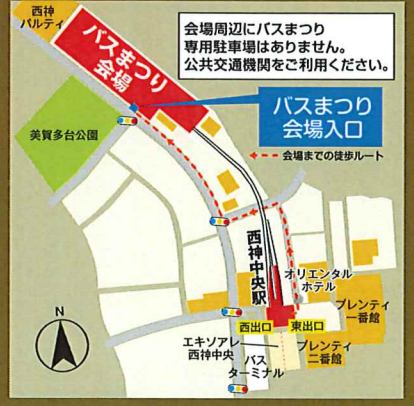 西神
パルティ
バスまつり
会場
会場周辺にバスまつり
専用駐車場はありません。
公共交通機関をご利用ください。
バスまつり
会場入口
会場までの徒歩ルート
美賀多台公園
西神中央駅
オリエンタル
ホテル
プレンティ
一番館
西出口
東出口
エキソアレ
西神中央
バス
ターミナル
プレンティ
二番館
N